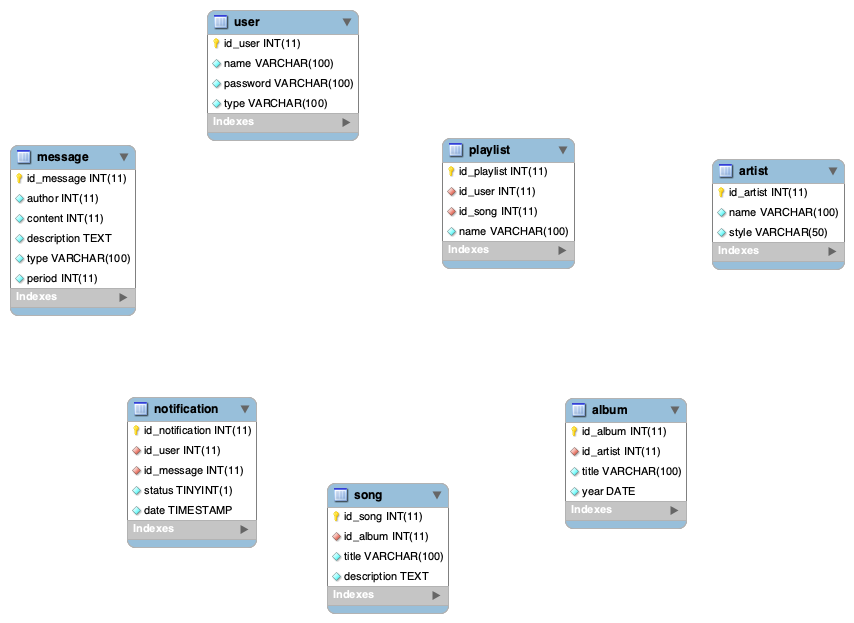 user
id_user INT(11)
name VARCHAR(100)
password VARCHAR(100)
type VARCHAR(100)
Indexes
message
id_message INT(11)
author INT(11)
content INT(11)
description TEXT
type VARCHAR(100)
period INT(11)
Indexes
playlist
id_playlist INT(11)
id_user INT(11)
id_song INT(11)
name VARCHAR(100)
Indexes
artist
id_artist INT(11)
name VARCHAR(100)
style VARCHAR(50)
Indexes
notification
id_notification INT(11)
id_user INT(11)
id_message INT(11)
status TINYINT(1)
date TIMESTAMP
Indexes
song
id_song INT(11)
id_album INT(11)
title VARCHAR(100)
description TEXT
Indexes
album
id_album INT(11)
id_artist INT(11)
title VARCHAR(100)
year DATE
Indexes